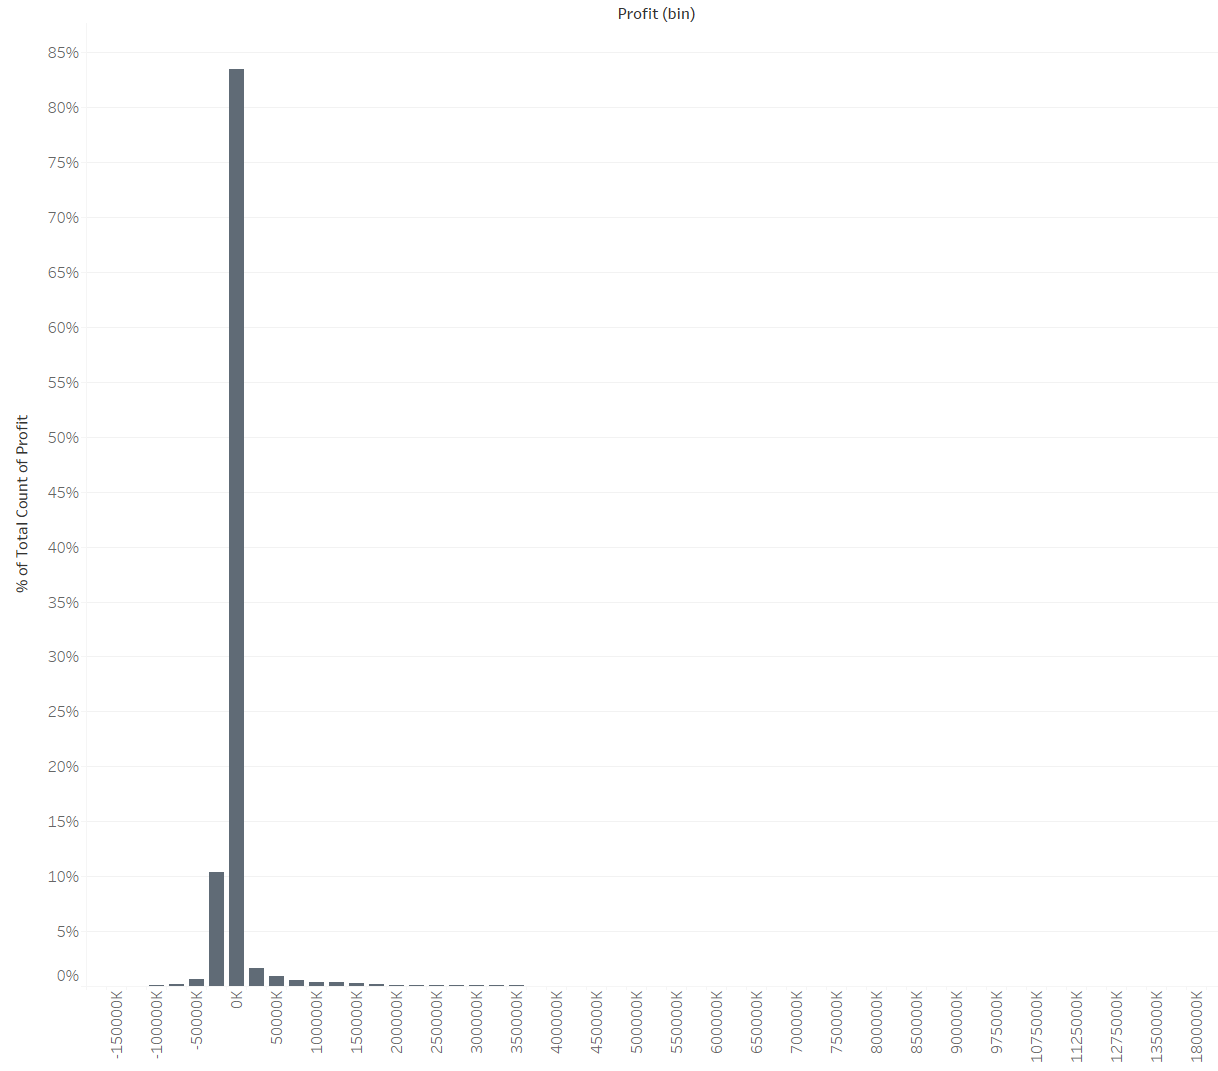 Profit (bin)
85%
80%
75%
70%
65%
60%
55%
50%
45%
40%
35%
30%
25%
20%
15%
10%
5%
0%
% of Total Count of Profit
-150000K
-100000K
-50000K
0K
50000K
100000K
150000K
200000K
250000K
300000K
350000K
400000K
450000K
500000K
550000K
600000K
650000K
700000K
750000K
800000K
850000K
900000K
975000K
1075000K
1125000K
1275000K
1350000K
1800000K